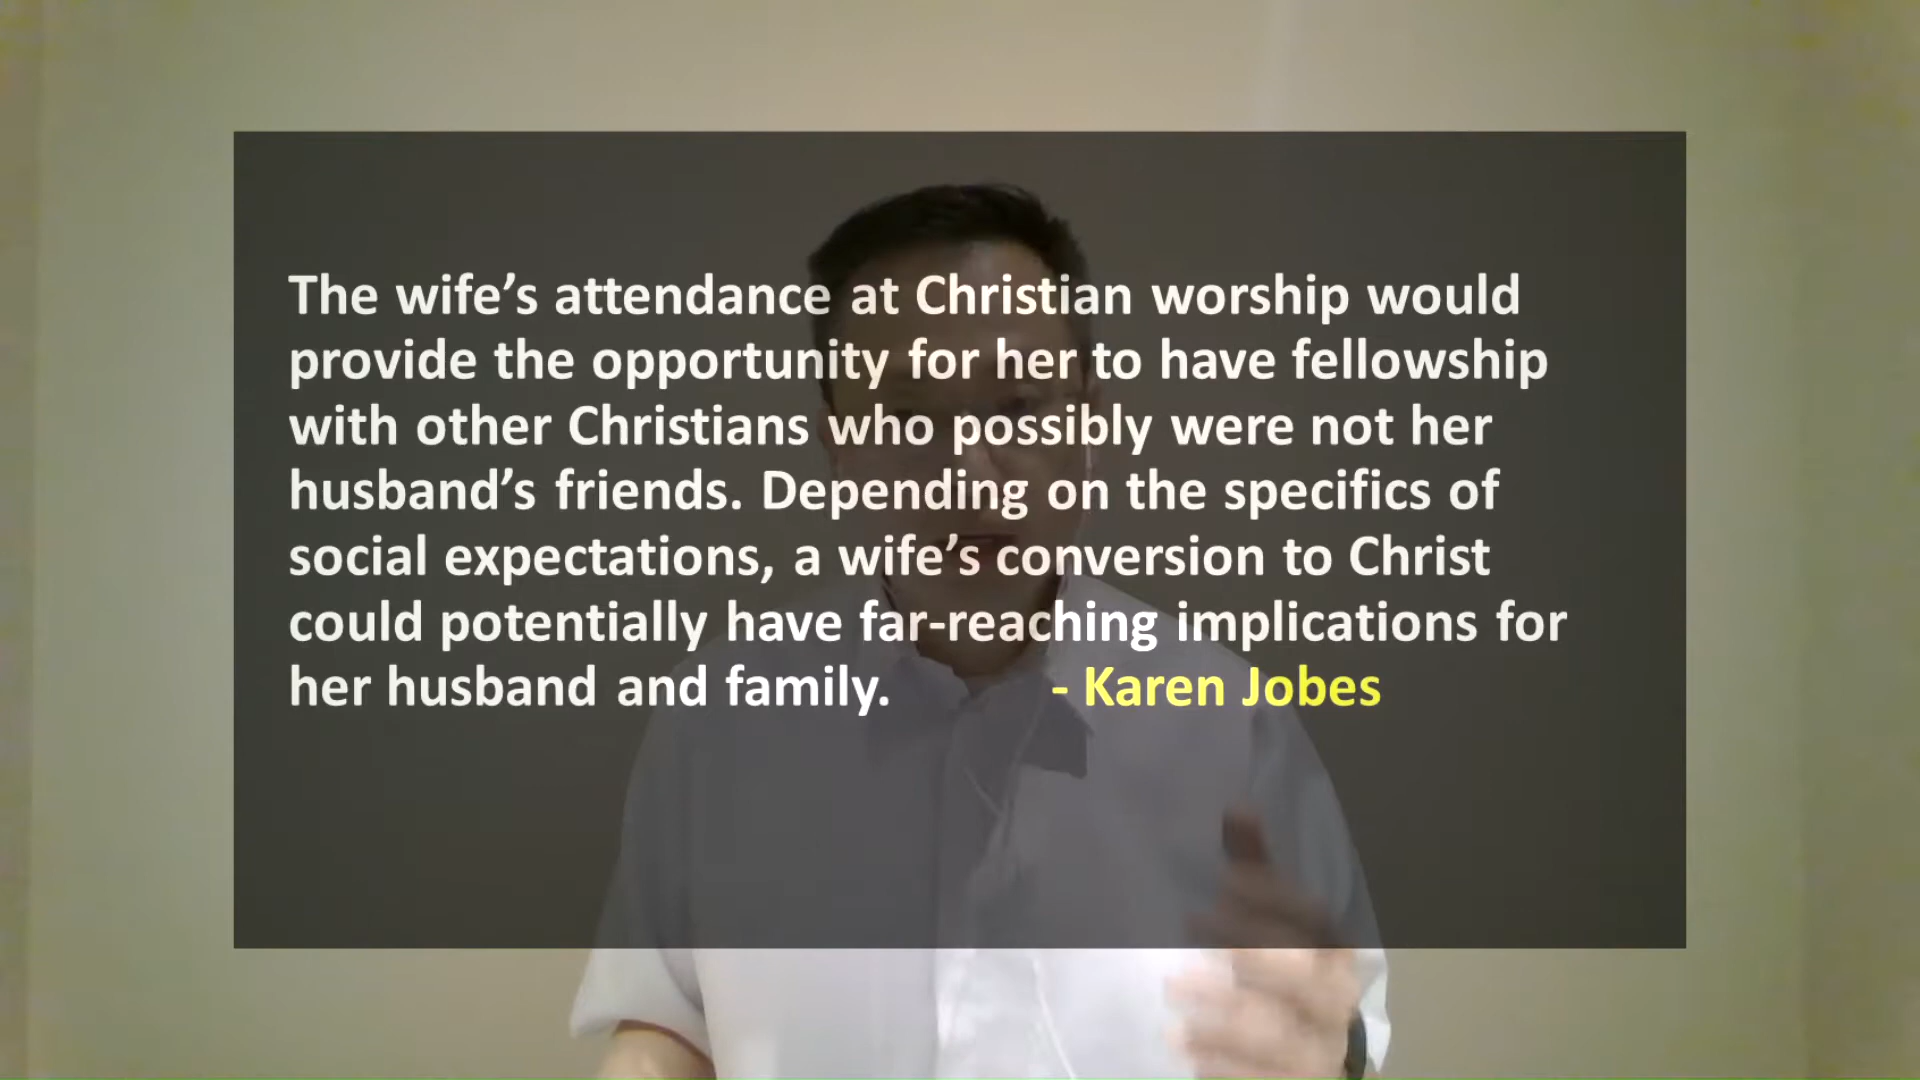 The wife’s attendance at Christian worship would
provide the opportunity for her to have fellowship
with other Christians who possibly were not her
husband’s friends. Depending on the specifics of
social expectations, a wife’s conversion to Christ
could potentially have far-reaching implications for
her husband and family. - Karen Jobes